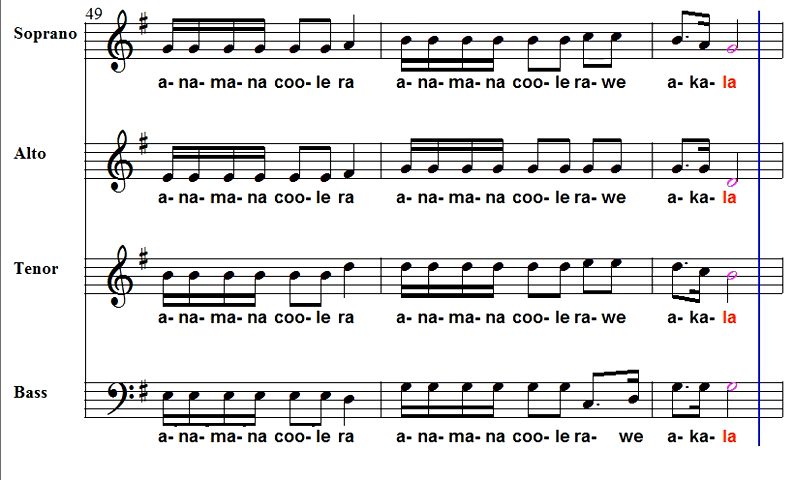 49
Soprano
a- na- ma- na coo- le ra a- na- ma- na coo- le ra- we a- ka- la
Alto
a- na- ma- na coo- le ra a- na- ma- na coo- le ra- we a- ka- la
Tenor
a- na- ma- na coo- le ra a- na- ma- na coo- le ra- we a- ka- la
Bass
a- na- ma- na coo- le ra a- na- ma- na coo- le ra- we a- ka- la